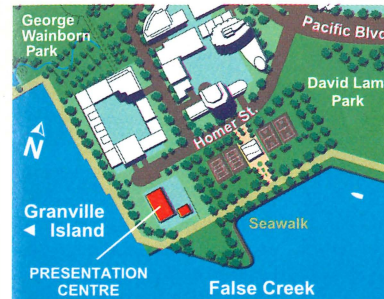 George
Wainborn
Park
Pacific Blvd
David Lam
Park
Homer St.
N
Granville
Island
Seawalk
PRESENTATION
CENTRE
False Creek